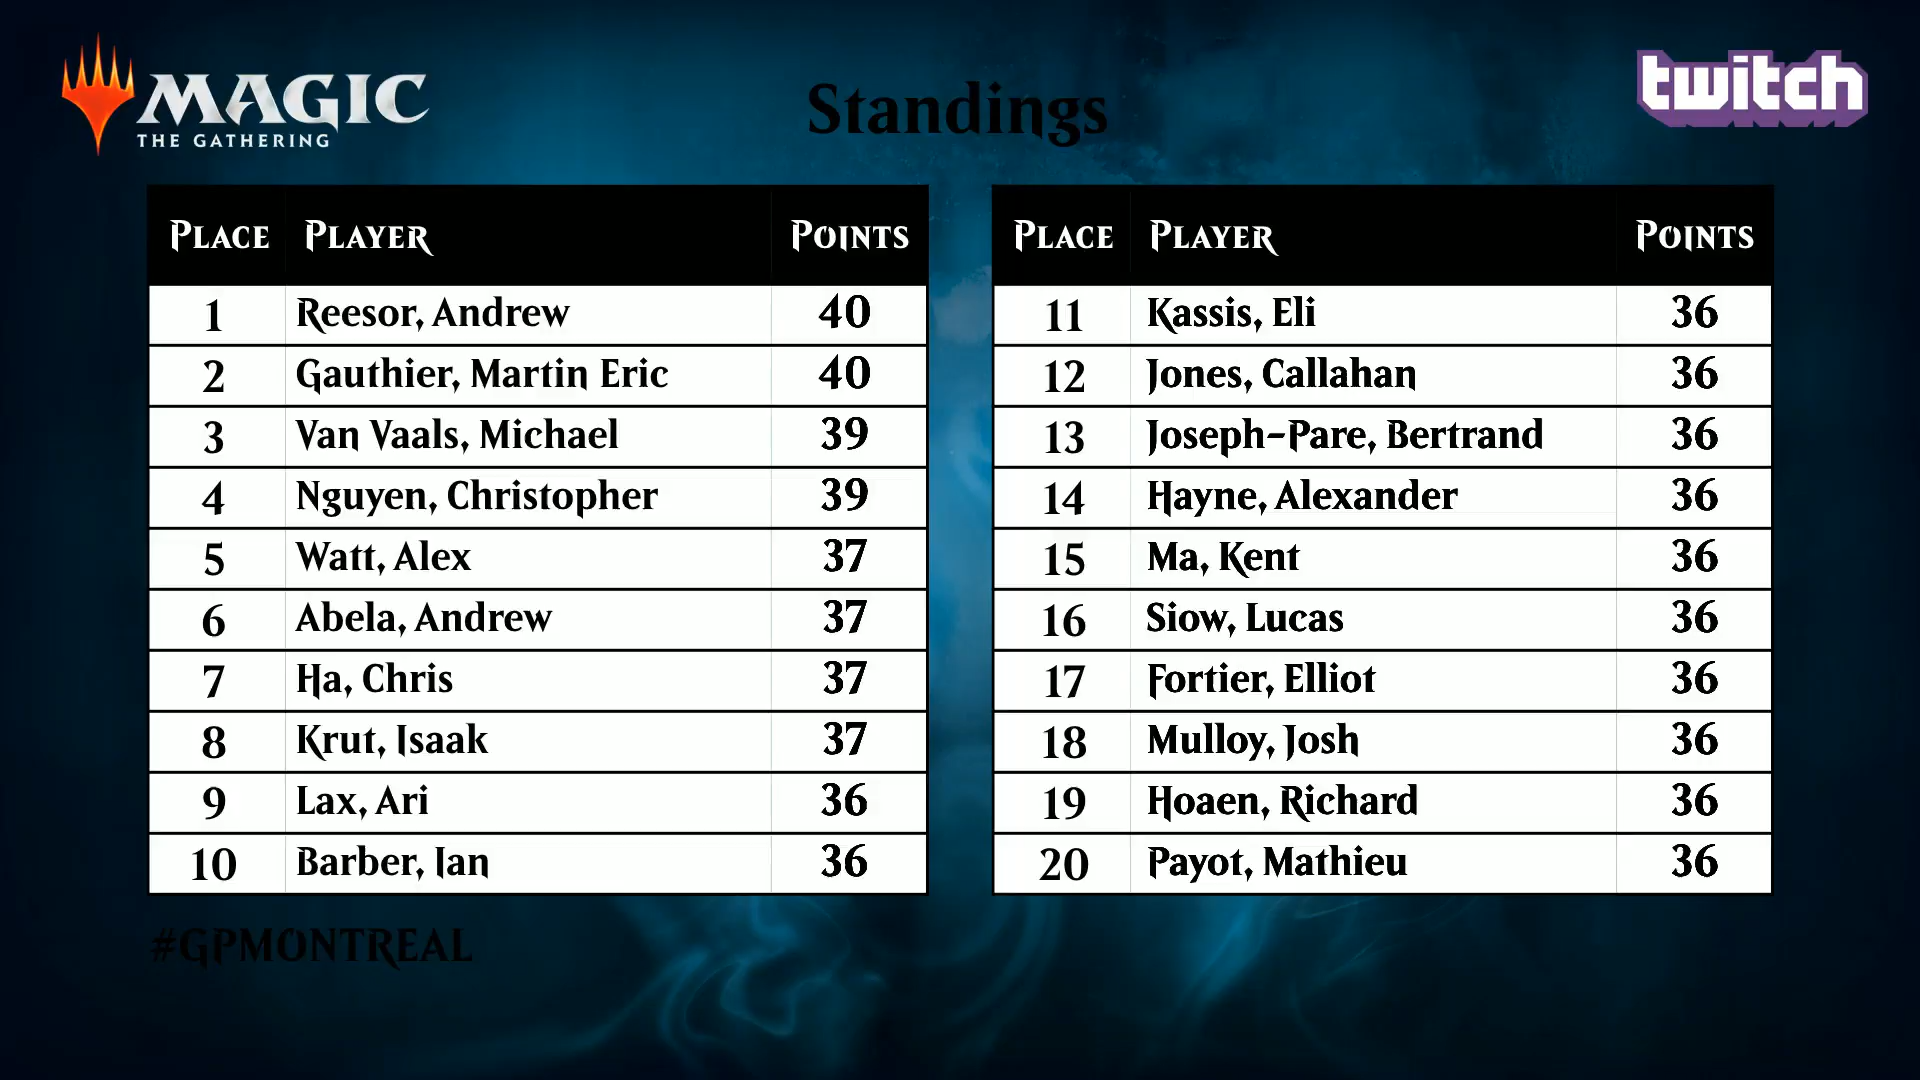 MAGIC
THE GATHERING
Standings
twitch
PLACE PLAYER POINTS
1 Reesor, Andrew 40
2 Gauthier, Martin Eric 40
3 Van Vaals, Michael 39
4 Nguyen, Christopher 39
5 Watt, Alex 37
6 Abela, Andrew 37
7 Ha, Chris 37
8 Krut, Isaak 37
9 Lax, Ari 36
10 Barber, Ian 36
PLACE PLAYER POINTS
11 Kassis, Eli 36
12 Jones, Callahan 36
13 Joseph-Pare, Bertrand 36
14 Hayne, Alexander 36
15 Ma, Kent 36
16 Siow, Lucas 36
17 Fortier, Elliot 36
18 Mulloy, Josh 36
19 Hoaen, Richard 36
20 Payot, Mathieu 36
#GPMONTREAL